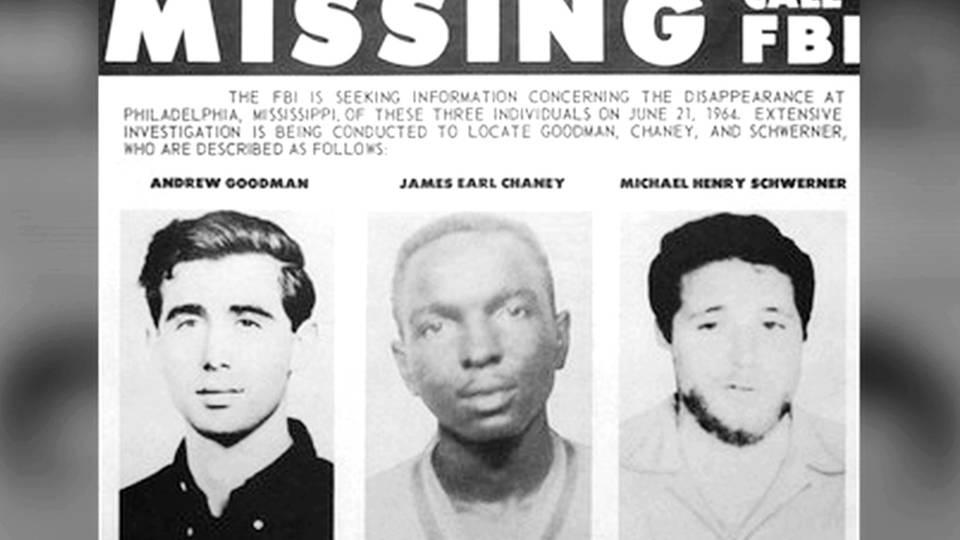 MISSING CALL FBI
THE FBI IS SEEKING INFORMATION CONCERNING THE DISAPPEARANCE AT
PHILADELPHIA, MISSISSIPPI, OF THESE THREE INDIVIDUALS ON JUNE 21, 1964. EXTENSIVE
INVESTIGATION IS BEING CONDUCTED TO LOCATE GOODMAN, CHANEY, AND SCHWERNER,
WHO ARE DESCRIBED AS FOLLOWS:
ANDREW GOODMAN
JAMES EARL CHANEY
MICHAEL HENRY SCHWERNER